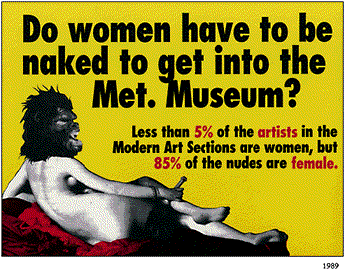 Do women have to be
naked to get into the
Met. Museum?
Less than 5% of the artists in the
Modern Art Sections are women, but
85% of the nudes are female.
1989